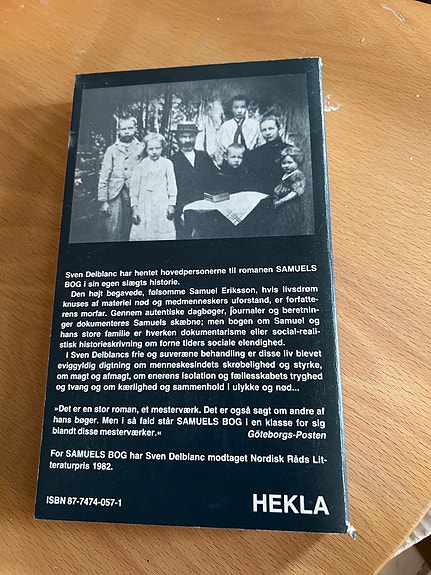 Sven Delblanc har hentet hovedpersonerne til romanen SAMUELS
BOG i sin egen slægts historie.
Den højt begavede, følsomme Samuel Eriksson, hvis livsdrøm
knuses af materiel nød og medmenneskers uforstand, er forfatte-
rens morfar. Gennem autentiske dagbøger, journaler og beretnin-
ger dokumenteres Samuels skæbne; men bogen om Samuel og
hans store familie er hverken dokumentarisme eller social-reali-
stisk historieskrivning om forne tiders sociale elendighed.
I Sven Delblancs frie og suveræne behandling er disse liv blevet
eviggyldig digtning om menneskesindets skrøbelighed og styrke,
om magt og afmagt, om enerens isolation og fællesskabets tryghed
og tvang og om kærlighed og sammenhold i ulykke og nød...
»Det er en stor roman, et mesterværk. Det er også sagt om andre af
hans bøger. Men i så fald står SAMUELS BOG i en klasse for sig
blandt disse mesterværker.« Göteborgs-Posten
For SAMUELS BOG har Sven Delblanc modtaget Nordisk Råds Lit-
teraturpris 1982.
ISBN 87-7474-057-1
HEKLA